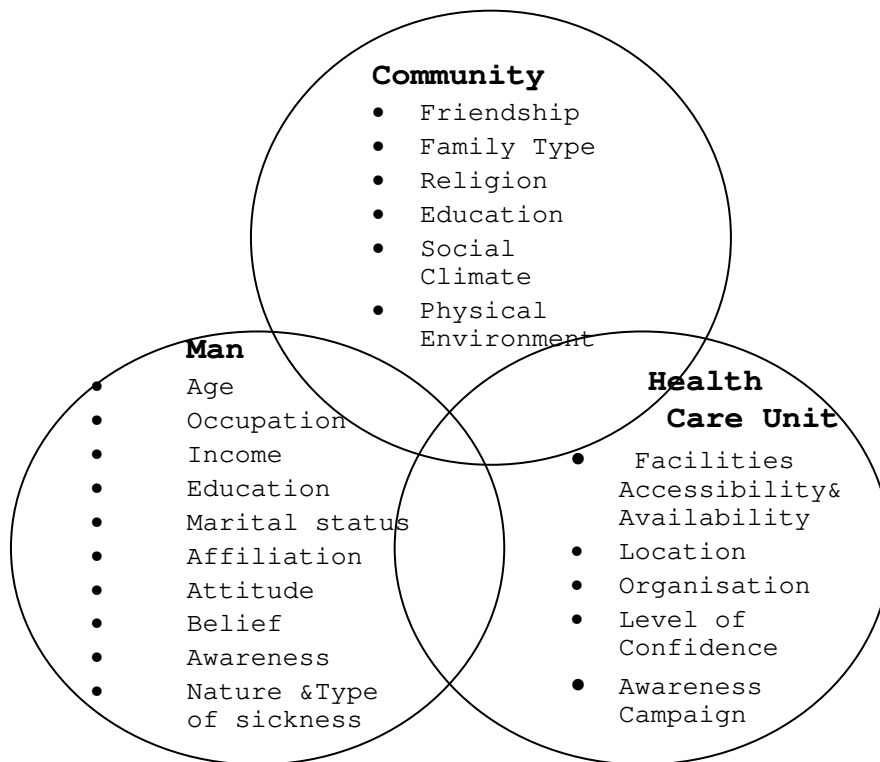 Community
• Friendship
• Family Type
• Religion
• Education
• Social
Climate
• Physical
Environment
Man
• Age
• Occupation
• Income
• Education
• Marital status
• Affiliation
• Attitude
• Belief
• Awareness
• Nature &Type
of sickness
Health
Care Unit
• Facilities
Accessibility&
Availability
• Location
• Organisation
• Level of
Confidence
• Awareness
Campaign